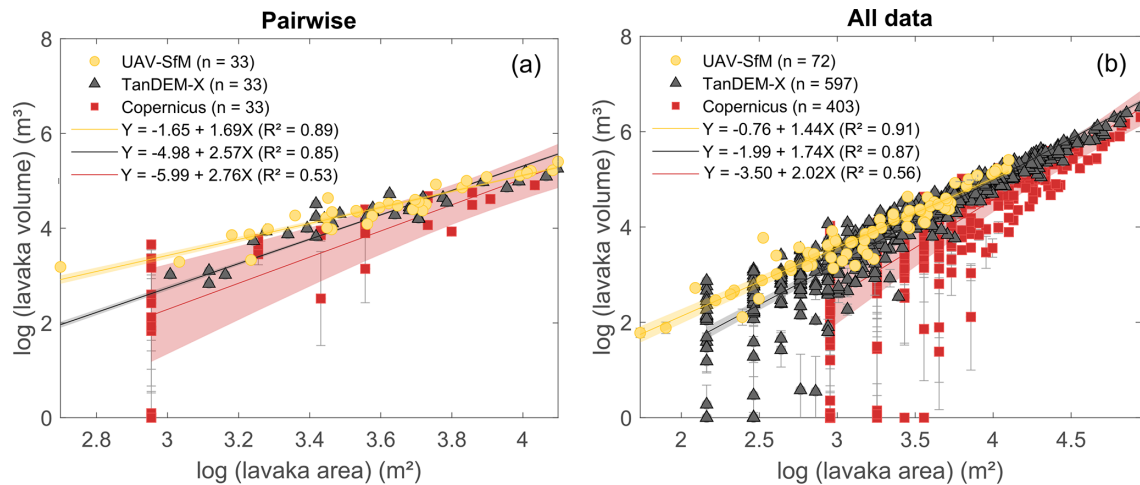 Pairwise
(a)
UAV-SfM (n = 33)
TanDEM-X (n = 33)
Copernicus (n = 33)
Y = -1.65 + 1.69X (R² = 0.89)
Y = -4.98 + 2.57X (R² = 0.85)
Y = -5.99 + 2.76X (R² = 0.53)
log (lavaka volume) (m³)
8
6
4
2
0
2.8
3
3.2
3.4
3.6
3.8
4
log (lavaka area) (m²)
All data
(b)
UAV-SfM (n = 72)
TanDEM-X (n = 597)
Copernicus (n = 403)
Y = -0.76 + 1.44X (R² = 0.91)
Y = -1.99 + 1.74X (R² = 0.87)
Y = -3.50 + 2.02X (R² = 0.56)
log (lavaka volume) (m³)
8
6
4
2
0
2
2.5
3
3.5
4
4.5
log (lavaka area) (m²)